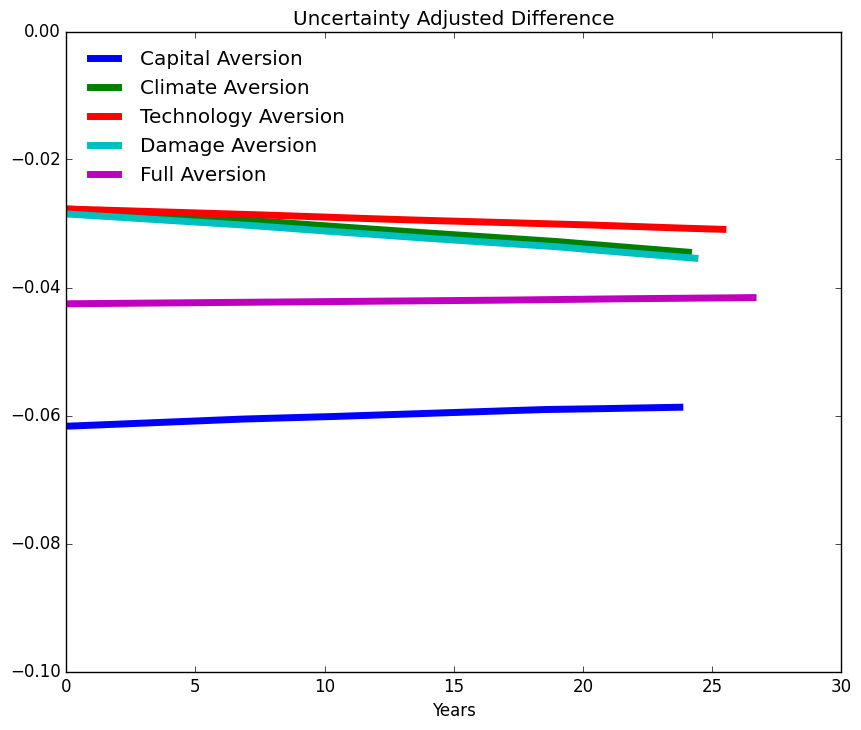 Uncertainty Adjusted Difference
0.00
Capital Aversion
Climate Aversion
Technology Aversion
Damage Aversion
Full Aversion
−0.02
−0.04
−0.06
−0.08
−0.10
0 5 10 15 20 25 30
Years